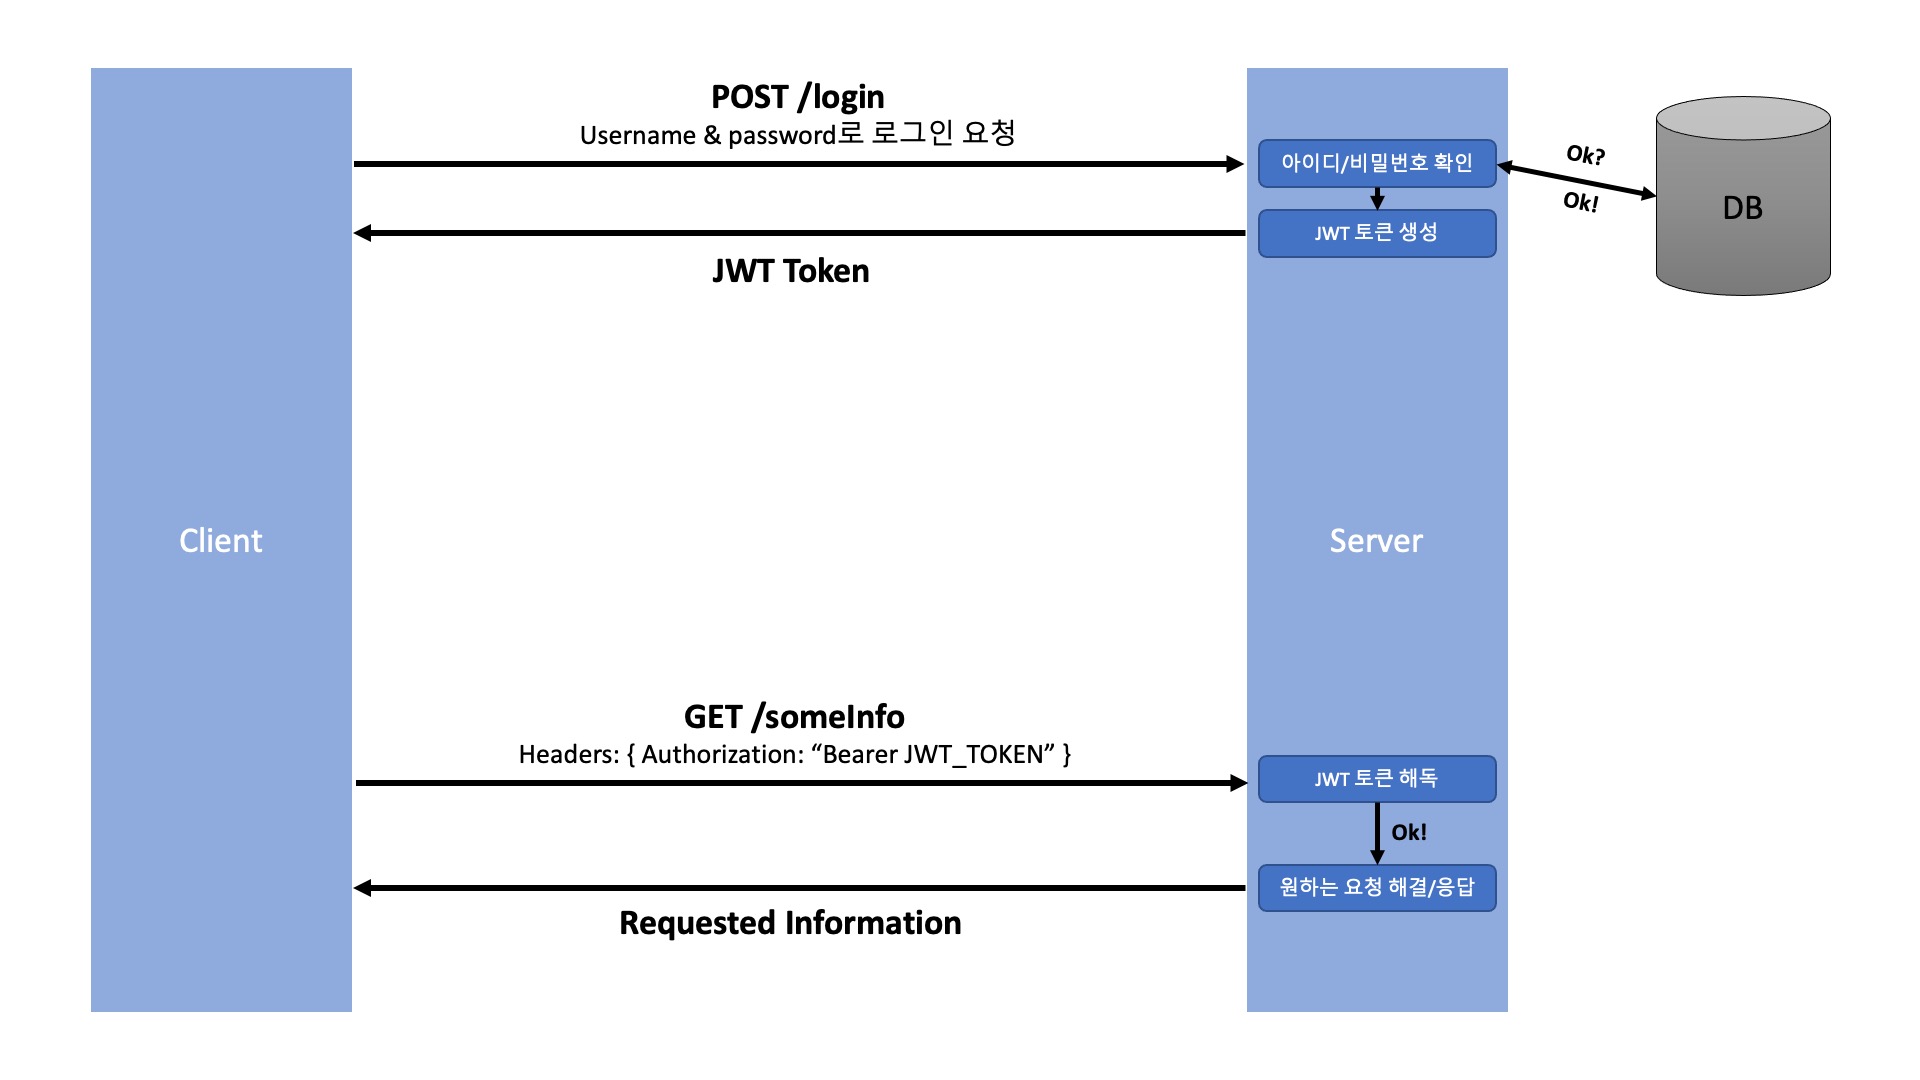 POST /login
Username & password로 로그인 요청
아이디/비밀번호 확인
Ok?
Ok!
DB
JWT 토큰 생성
JWT Token
Client
Server
GET /someInfo
Headers: { Authorization: “Bearer JWT_TOKEN” }
JWT 토큰 해독
Ok!
원하는 요청 해결/응답
Requested Information